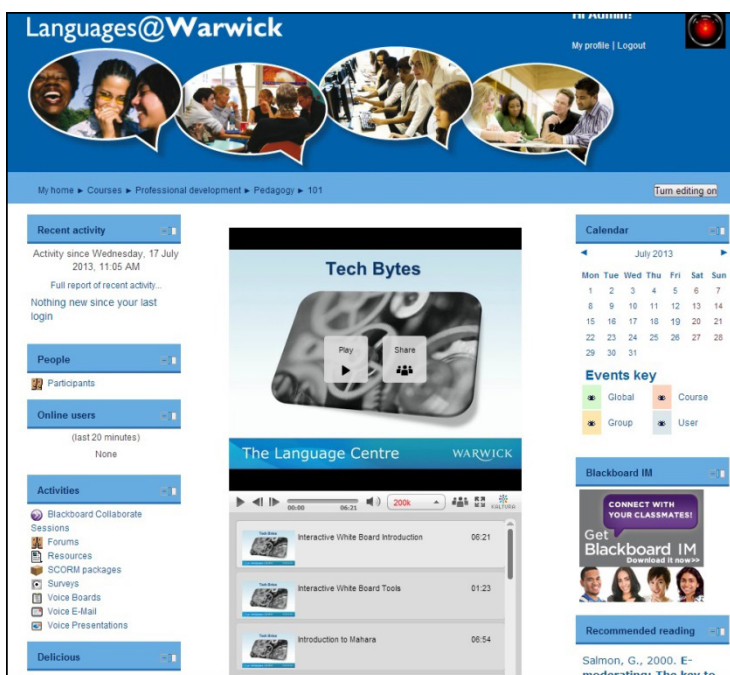 Languages@Warwick
Hi Admin!
My profile | Logout
My home ► Courses ► Professional development ► Pedagogy ► 101
Turn editing on
Recent activity
Activity since Wednesday, 17 July
2013, 11:05 AM
Full report of recent activity...
Nothing new since your last
login
People
Participants
Online users
(last 20 minutes)
None
Activities
Blackboard Collaborate
Sessions
Forums
Resources
SCORM packages
Surveys
Voice Boards
Voice E-Mail
Voice Presentations
Delicious
Tech Bytes
Play
Share
The Language Centre
WARWICK
00:00
06:21
200k
KALTURA
Interactive White Board Introduction 06:21
Interactive White Board Tools 01:23
Introduction to Mahara 06:54
Calendar
◄ July 2013 ►
Mon Tue Wed Thu Fri Sat Sun
1 2 3 4 5 6 7
8 9 10 11 12 13 14
15 16 17 18 19 20 21
22 23 24 25 26 27 28
29 30 31
Events key
Global Course
Group User
Blackboard IM
CONNECT WITH
YOUR CLASSMATES!
Get
Blackboard IM
Download it now>>
Recommended reading
Salmon, G., 2000. E-
moderating: The key to